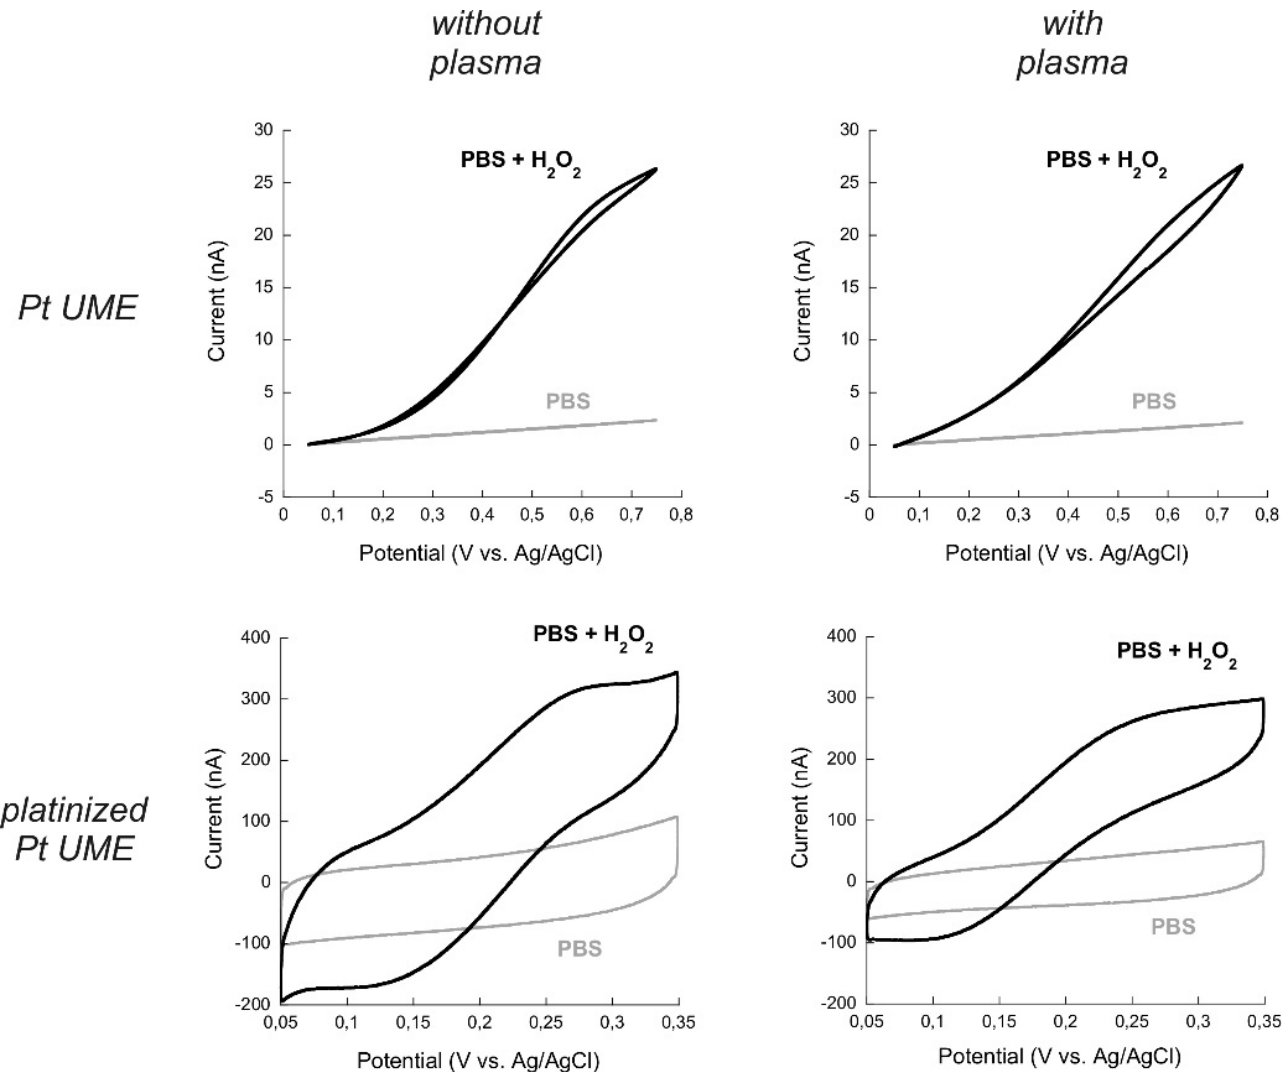 without
plasma
with
plasma
Pt UME
30
25
20
15
10
5
0
-5
Current (nA)
PBS + H₂O₂
PBS
0 0,1 0,2 0,3 0,4 0,5 0,6 0,7 0,8
Potential (V vs. Ag/AgCl)
30
25
20
15
10
5
0
-5
Current (nA)
PBS + H₂O₂
PBS
0 0,1 0,2 0,3 0,4 0,5 0,6 0,7 0,8
Potential (V vs. Ag/AgCl)
platinized
Pt UME
400
300
200
100
0
-100
-200
Current (nA)
PBS + H₂O₂
PBS
0,05 0,1 0,15 0,2 0,25 0,3 0,35
Potential (V vs. Ag/AgCl)
400
300
200
100
0
-100
-200
Current (nA)
PBS + H₂O₂
PBS
0,05 0,1 0,15 0,2 0,25 0,3 0,35
Potential (V vs. Ag/AgCl)